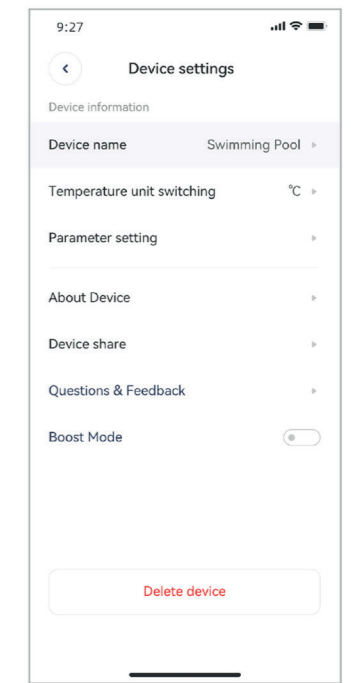 9:27
Device settings
Device information
Device name Swimming Pool
Temperature unit switching °C
Parameter setting
About Device
Device share
Questions & Feedback
Boost Mode
Delete device